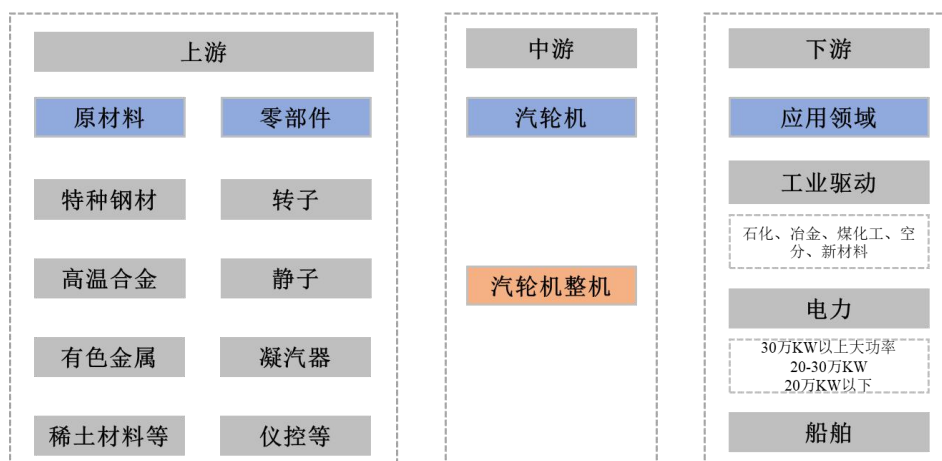 上游
原材料
零部件
特种钢材
转子
高温合金
静子
有色金属
凝汽器
稀土材料等
仪控等
中游
汽轮机
汽轮机整机
下游
应用领域
工业驱动
石化、冶金、煤化工、空
分、新材料
电力
30万KW以上大功率
20-30万KW
20万KW以下
船舶